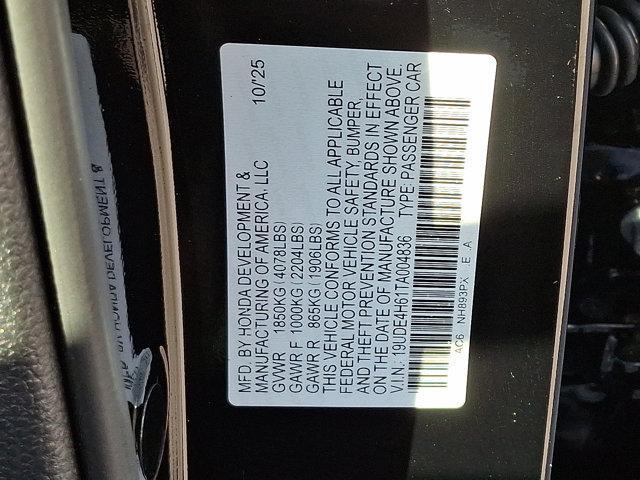 MFD. BY HONDA DEVELOPMENT &
MANUFACTURING OF AMERICA, LLC 10/'25
GVWR 1850KG (4078LBS)
GAWR F 1000KG (2204LBS)
GAWR R 865KG (1906LBS)
THIS VEHICLE CONFORMS TO ALL APPLICABLE
FEDERAL MOTOR VEHICLE SAFETY, BUMPER,
AND THEFT PREVENTION STANDARDS IN EFFECT
ON THE DATE OF MANUFACTURE SHOWN ABOVE.
V.I.N. 19UDE4H61TA004836 TYPE: PASSENGER CAR
AC6 NH893PX E A